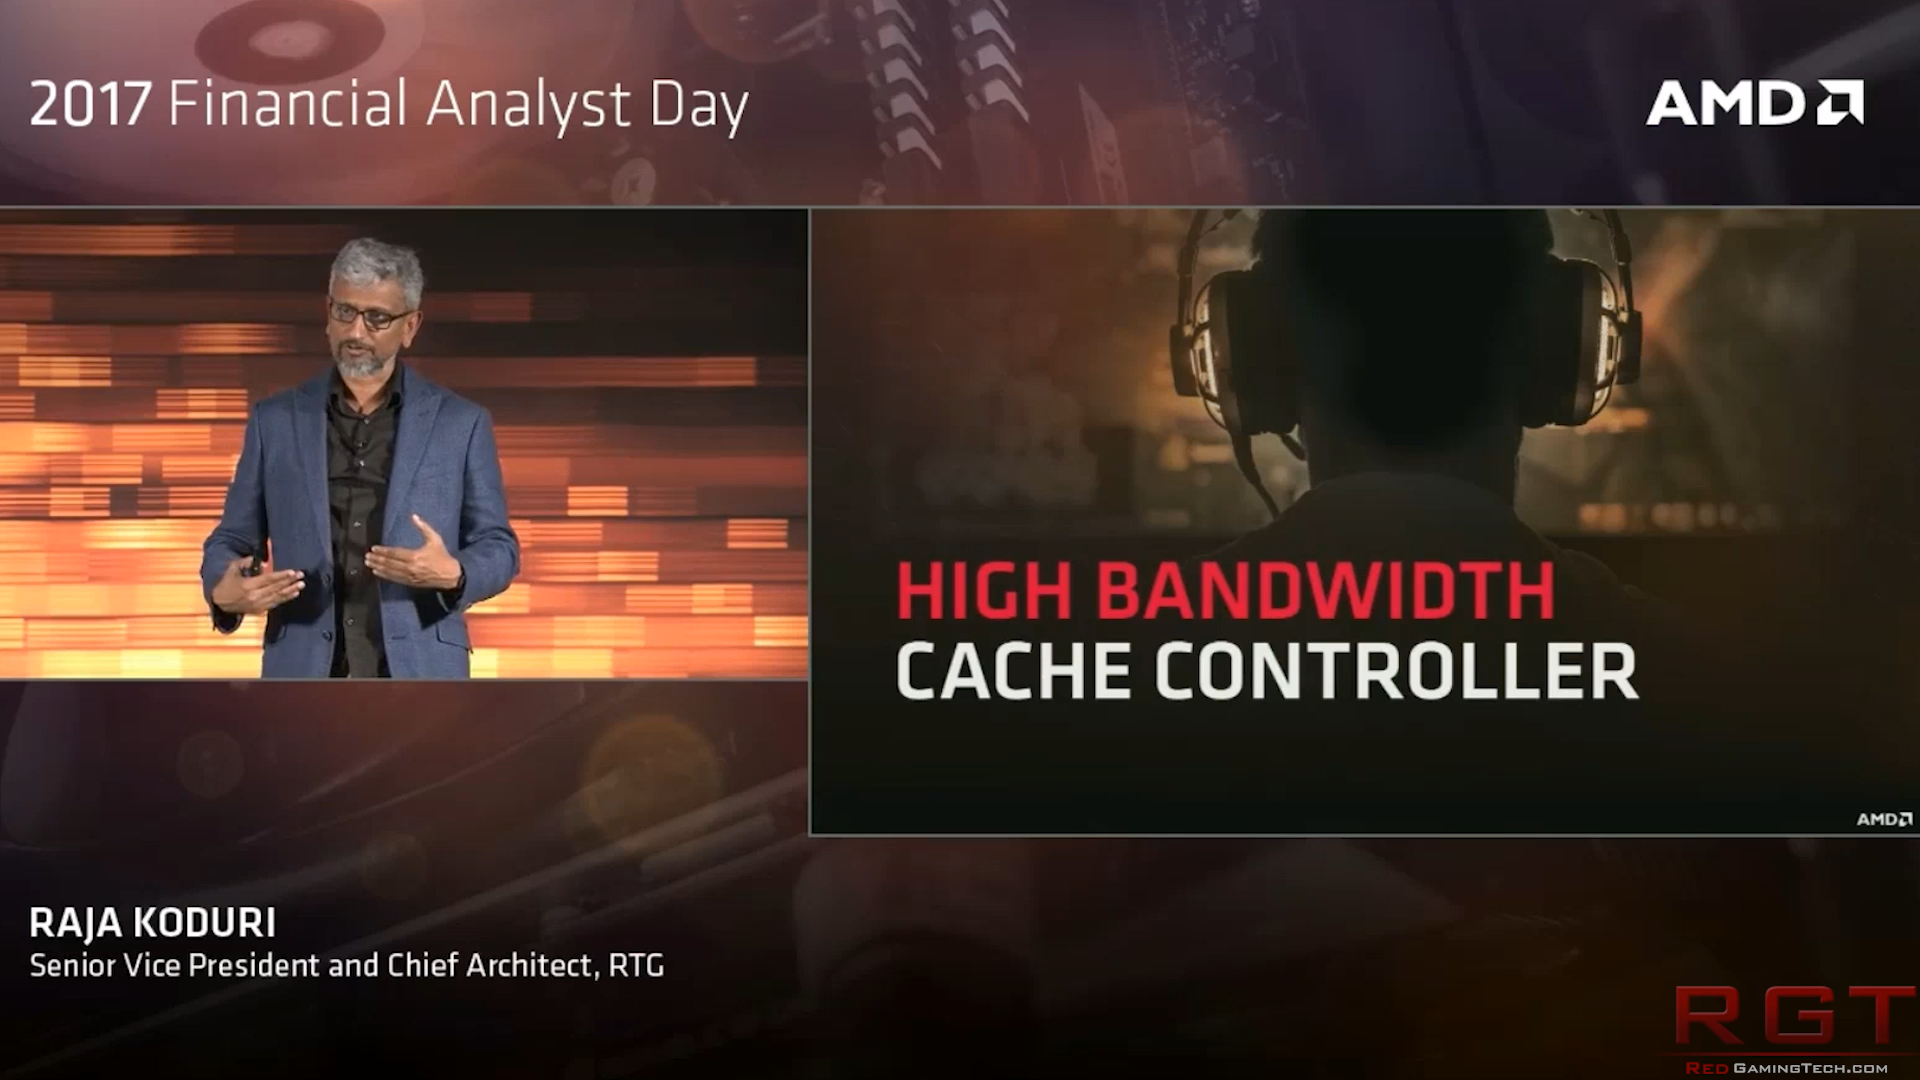 2017 Financial Analyst Day
AMD
HIGH BANDWIDTH
CACHE CONTROLLER
AMD
RAJA KODURI
Senior Vice President and Chief Architect, RTG
RGT
REDGAMINGTECH.COM